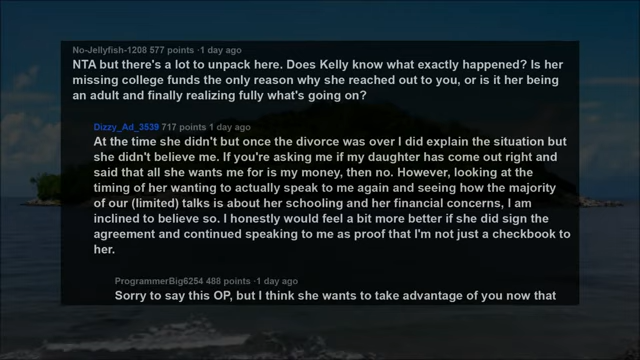 No-Jellyfish-1208 577 points ·1 day ago
NTA but there's a lot to unpack here. Does Kelly know what exactly happened? Is her
missing college funds the only reason why she reached out to you, or is it her being
an adult and finally realizing fully what's going on?
Dizzy_Ad_3539 717 points 1 day ago
At the time she didn't but once the divorce was over I did explain the situation but
she didn't believe me. If you're asking me if my daughter has come out right and
said that all she wants me for is my money, then no. However, looking at the
timing of her wanting to actually speak to me again and seeing how the majority
of our (limited) talks is about her schooling and her financial concerns, I am
inclined to believe so. I honestly would feel a bit more better if she did sign the
agreement and continued speaking to me as proof that I'm not just a checkbook to
her.
ProgrammerBig6254 488 points ·1 day ago
Sorry to say this OP, but I think she wants to take advantage of you now that